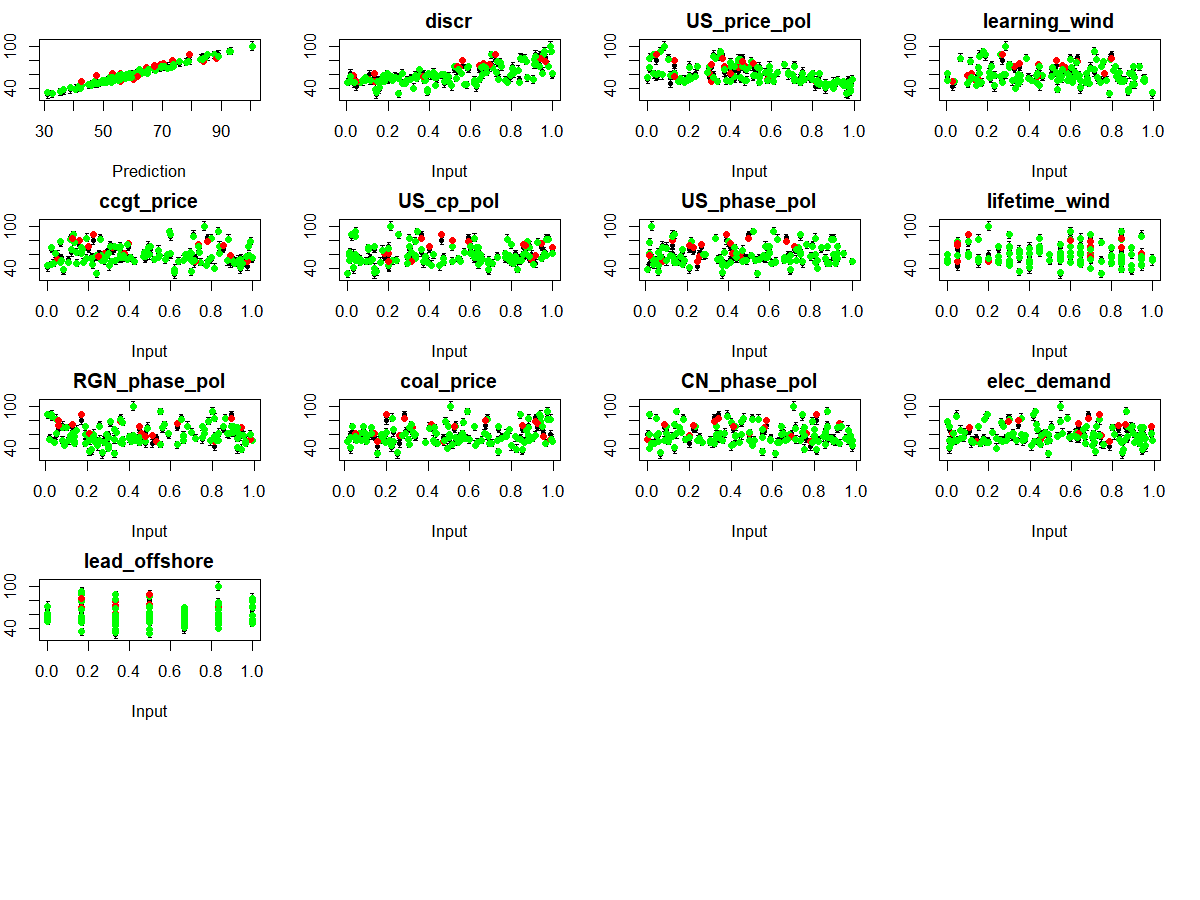 discr US_price_pol learning_wind
40 100 40 100 40 100 40 100
30 50 70 90 0.0 0.2 0.4 0.6 0.8 1.0 0.0 0.2 0.4 0.6 0.8 1.0 0.0 0.2 0.4 0.6 0.8 1.0
Prediction Input Input Input
ccgt_price US_cp_pol US_phase_pol lifetime_wind
40 100 40 100 40 100 40 100
0.0 0.2 0.4 0.6 0.8 1.0 0.0 0.2 0.4 0.6 0.8 1.0 0.0 0.2 0.4 0.6 0.8 1.0 0.0 0.2 0.4 0.6 0.8 1.0
Input Input Input Input
RGN_phase_pol coal_price CN_phase_pol elec_demand
40 100 40 100 40 100 40 100
0.0 0.2 0.4 0.6 0.8 1.0 0.0 0.2 0.4 0.6 0.8 1.0 0.0 0.2 0.4 0.6 0.8 1.0 0.0 0.2 0.4 0.6 0.8 1.0
Input Input Input Input
lead_offshore
40 100
0.0 0.2 0.4 0.6 0.8 1.0
Input